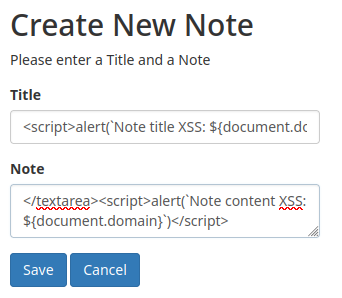 Create New Note
Please enter a Title and a Note
Title
<script>alert(`Note title XSS: ${document.dc
Note
</textarea><script>alert(`Note content XSS:
${document.domain}`)</script>
Save Cancel